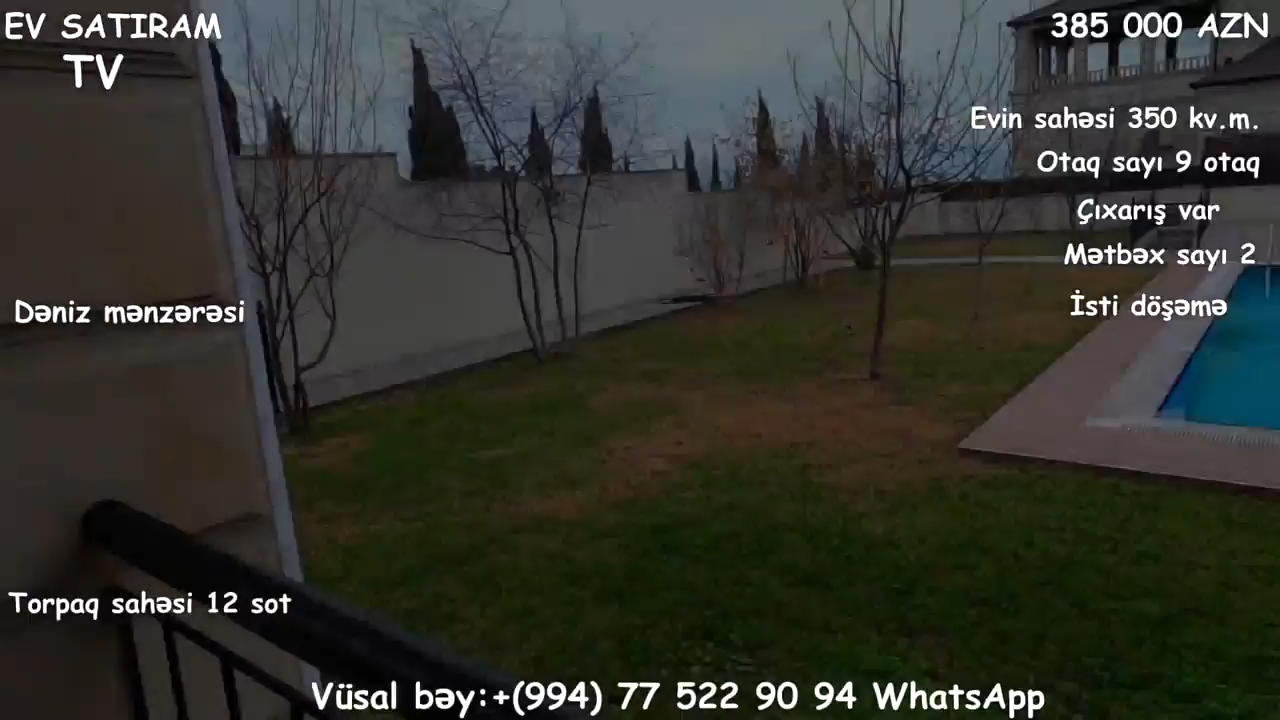 EV SATIRAM
TV
385 000 AZN
Evin sahəsi 350 kv.m.
Otaq sayı 9 otaq
Çıxarış var
Mətbəx sayı 2
İsti döşəmə
Dəniz mənzərəsi
Torpaq sahəsi 12 sot
Vüsal bəy:+(994) 77 522 90 94 WhatsApp